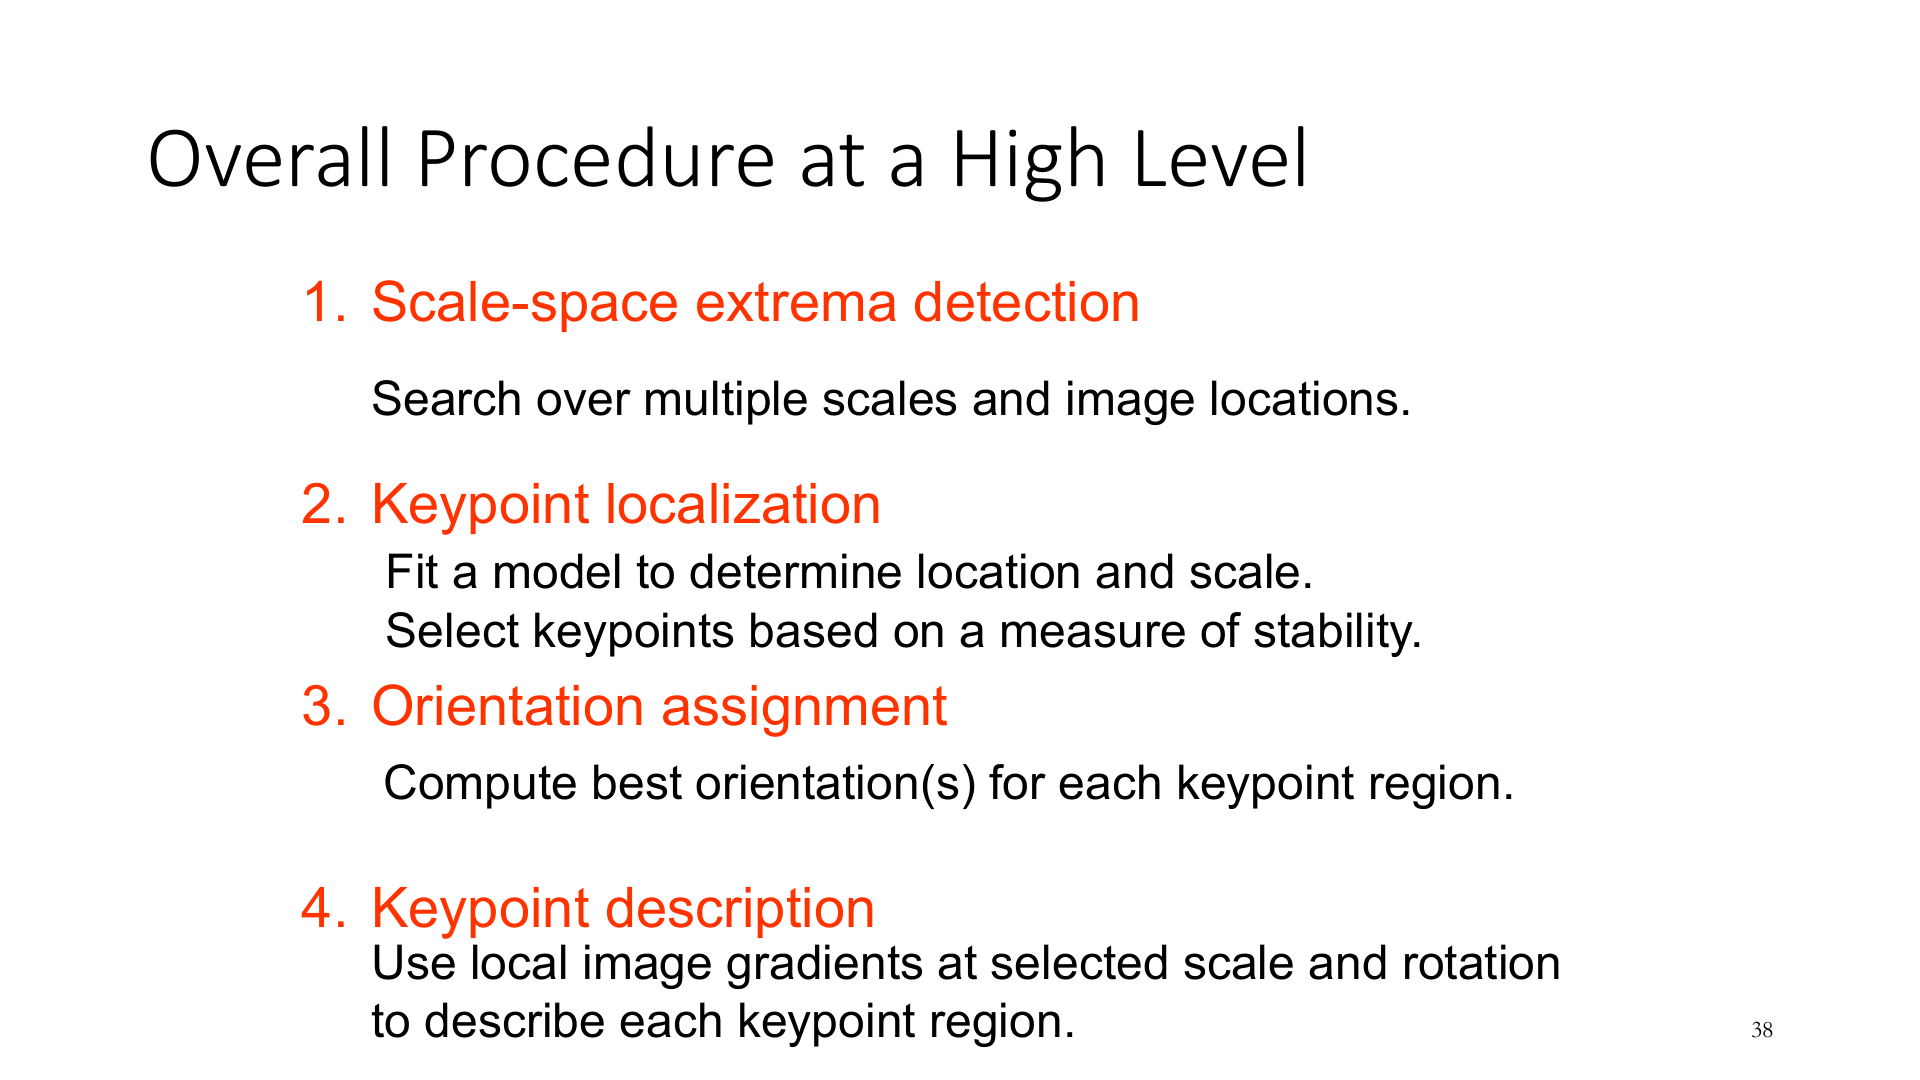 Overall Procedure at a High Level
1. Scale-space extrema detection
Search over multiple scales and image locations.
2. Keypoint localization
Fit a model to determine location and scale.
Select keypoints based on a measure of stability.
3. Orientation assignment
Compute best orientation(s) for each keypoint region.
4. Keypoint description
Use local image gradients at selected scale and rotation
to describe each keypoint region.
38